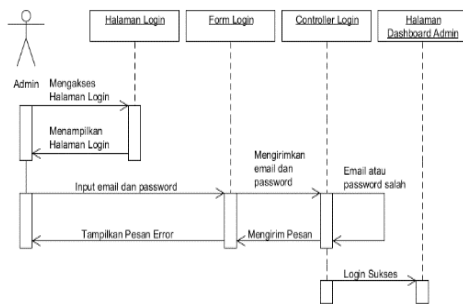 Halaman Login
Form Login
Controller Login
Halaman
Dashboard Admin
Admin
Mengakses
Halaman Login
Menampilkan
Halaman Login
Input email dan password
Mengirimkan
email dan
password
Email atau
password salah
Tampilkan Pesan Error
Mengirim Pesan
Login Sukses